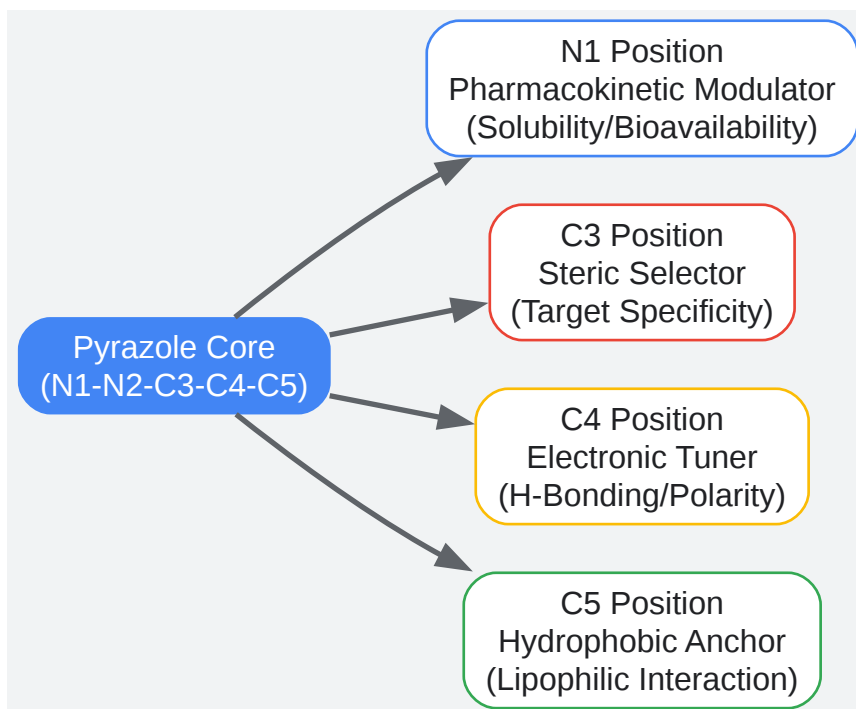 N1 Position
Pharmacokinetic Modulator
(Solubility/Bioavailability)
C3 Position
Steric Selector
(Target Specificity)
Pyrazole Core
(N1-N2-C3-C4-C5)
C4 Position
Electronic Tuner
(H-Bonding/Polarity)
C5 Position
Hydrophobic Anchor
(Lipophilic Interaction)